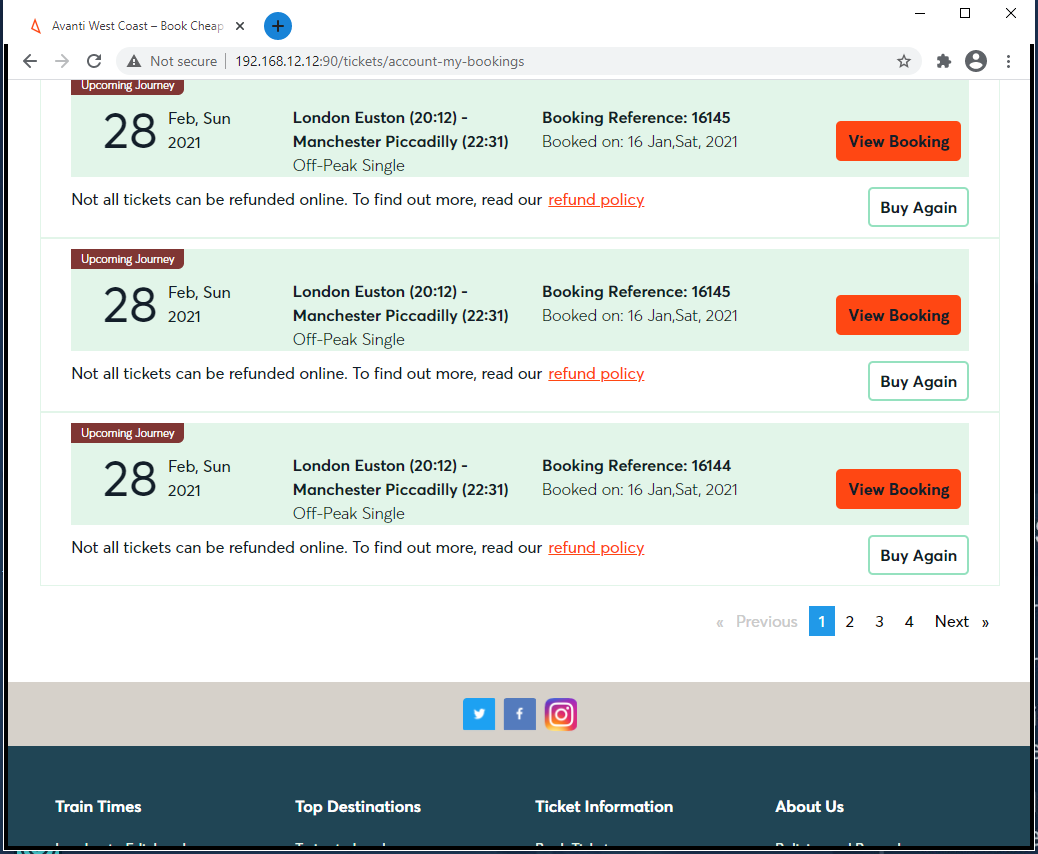 Avanti West Coast – Book Cheap
Not secure | 192.168.12.12:90/tickets/account-my-bookings
Upcoming Journey
28 Feb, Sun 2021
London Euston (20:12) -
Manchester Piccadilly (22:31)
Off-Peak Single
Booking Reference: 16145
Booked on: 16 Jan,Sat, 2021
View Booking
Not all tickets can be refunded online. To find out more, read our refund policy
Buy Again
Upcoming Journey
28 Feb, Sun 2021
London Euston (20:12) -
Manchester Piccadilly (22:31)
Off-Peak Single
Booking Reference: 16145
Booked on: 16 Jan,Sat, 2021
View Booking
Not all tickets can be refunded online. To find out more, read our refund policy
Buy Again
Upcoming Journey
28 Feb, Sun 2021
London Euston (20:12) -
Manchester Piccadilly (22:31)
Off-Peak Single
Booking Reference: 16144
Booked on: 16 Jan,Sat, 2021
View Booking
Not all tickets can be refunded online. To find out more, read our refund policy
Buy Again
« Previous 1 2 3 4 Next »
Train Times
Top Destinations
Ticket Information
About Us